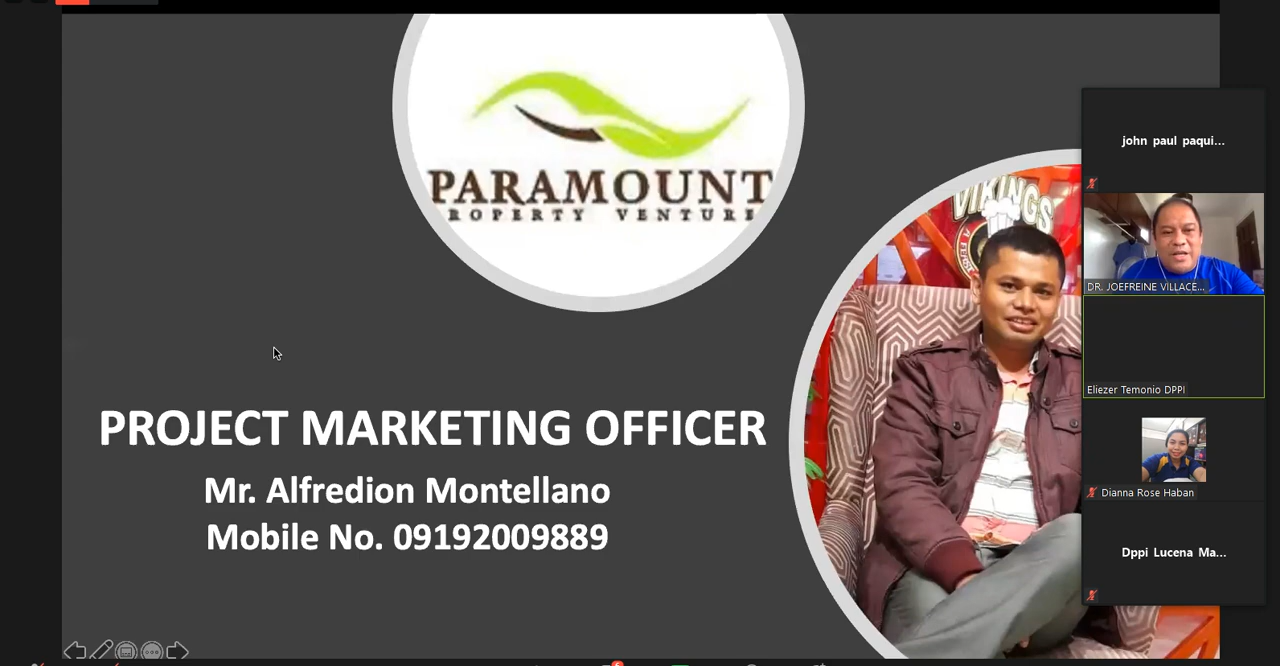 PARAMOUNT
ROPERTY VENTURE
VIKINGS
PROJECT MARKETING OFFICER
Mr. Alfredion Montellano
Mobile No. 09192009889
john paul paqui...
DR. JOEFREINE VILLACE...
Eliezer Temonio DPPI
Dianna Rose Haban
Dppi Lucena Ma...